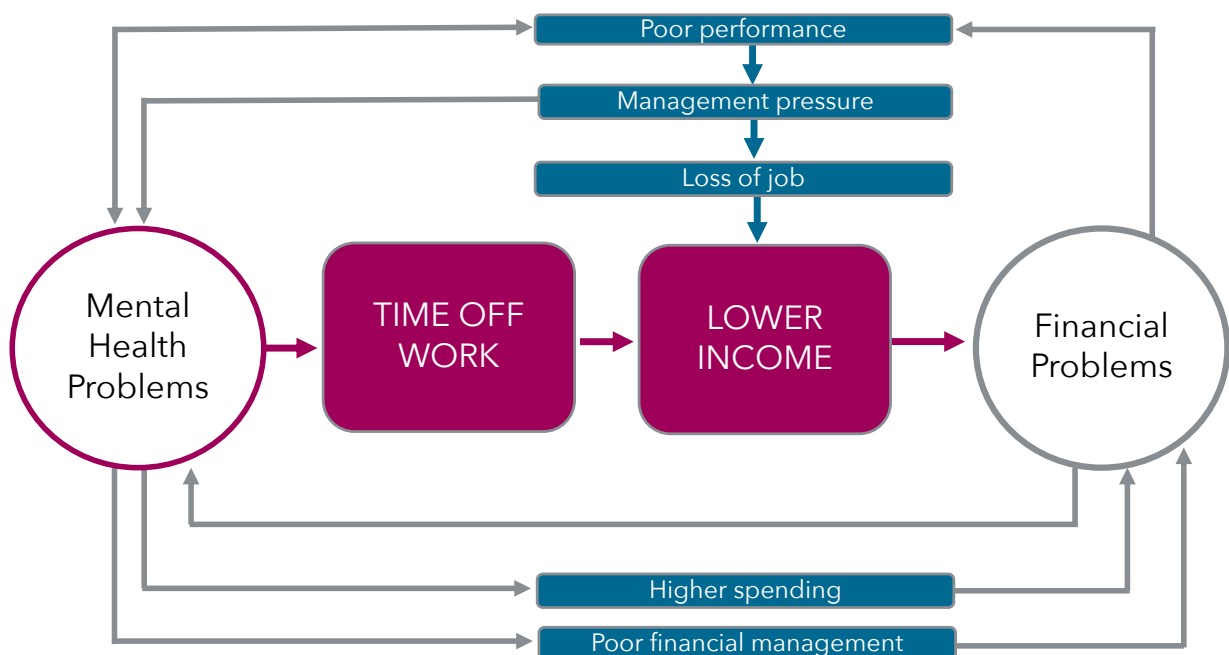 Poor performance
Management pressure
Loss of job
Mental
Health
Problems
TIME OFF
WORK
LOWER
INCOME
Financial
Problems
Higher spending
Poor financial management